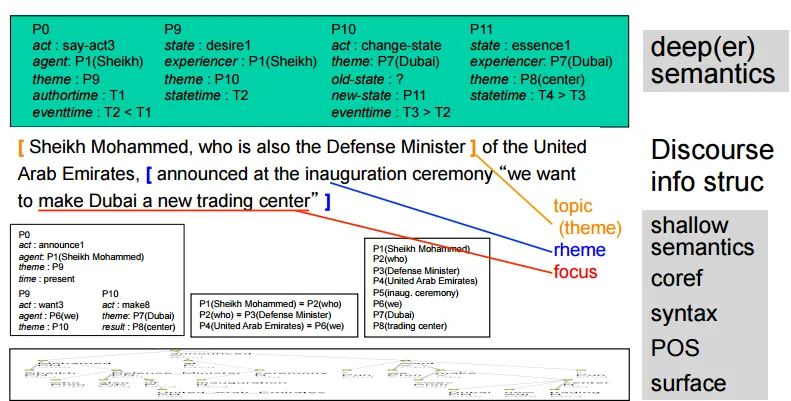 P0
act : say-act3
agent: P1(Sheikh)
theme : P9
authortime : T1
eventtime : T2 < T1
P9
state : desire1
experiencer : P1(Sheikh)
theme : P10
statetime : T2
P10
act : change-state
theme: P7(Dubai)
old-state : ?
new-state : P11
eventtime : T3 > T2
P11
state : essence1
experiencer: P7(Dubai)
theme : P8(center)
statetime : T4 > T3
deep(er)
semantics
[ Sheikh Mohammed, who is also the Defense Minister ] of the United
Arab Emirates, [ announced at the inauguration ceremony “we want
to make Dubai a new trading center” ]
Discourse
info struc
topic
(theme)
rheme
focus
P0
act : announce1
agent: P1(Sheikh Mohammed)
theme : P9
time : present
P9
act : want3
agent : P6(we)
theme : P10
P10
act : make8
theme: P7(Dubai)
result : P8(center)
P1(Sheikh Mohammed) = P2(who)
P2(who) = P3(Defense Minister)
P4(United Arab Emirates) = P6(we)
P1(Sheikh Mohammed)
P2(who)
P3(Defense Minister)
P4(United Arab Emirates)
P5(inaug. ceremony)
P6(we)
P7(Dubai)
P8(trading center)
shallow
semantics
coref
syntax
POS
surface
announced